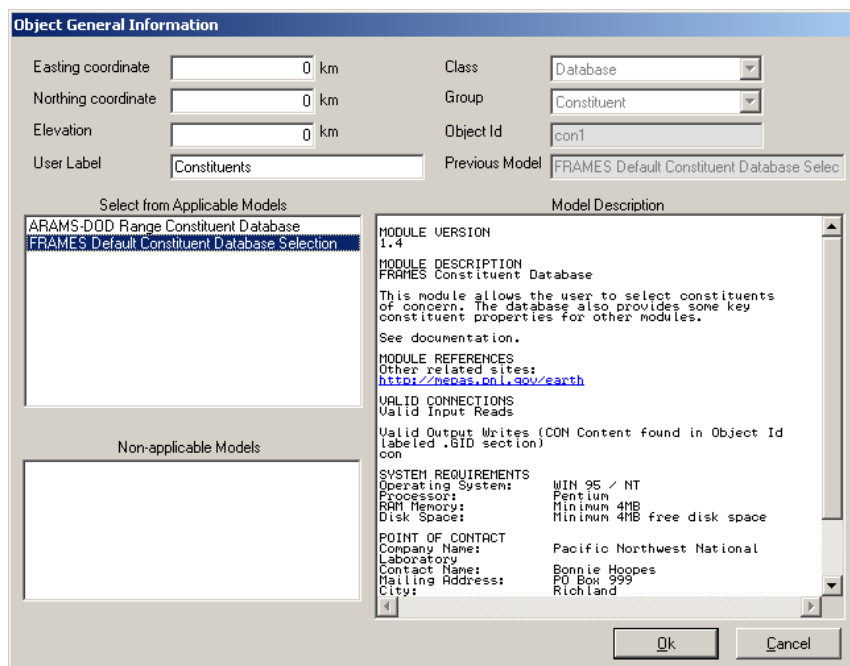 Object General Information
Easting coordinate 0 km
Class Database
Northing coordinate 0 km
Group Constituent
Elevation 0 km
Object Id con1
User Label Constituents
Previous Model FRAMES Default Constituent Database Selec
Select from Applicable Models
ARAMS-DOD Range Constituent Database
FRAMES Default Constituent Database Selection
Non-applicable Models
Model Description
MODULE VERSION
1.4
MODULE DESCRIPTION
FRAMES Constituent Database
This module allows the user to select constituents
of concern. The database also provides some key
constituent properties for other modules.
See documentation.
MODULE REFERENCES
Other related sites:
http://mepas.pnl.gov/earth
VALID CONNECTIONS
Valid Input Reads
Valid Output Writes (CON Content found in Object Id
labeled .GID section)
con
SYSTEM REQUIREMENTS
Operating System: WIN 95 / NT
Processor: Pentium
RAM Memory: Minimum 4MB
Disk Space: Minimum 4MB free disk space
POINT OF CONTACT
Company Name: Pacific Northwest National
Laboratory
Contact Name: Bonnie Hoopes
Mailing Address: PO Box 999
City: Richland
Ok
Cancel